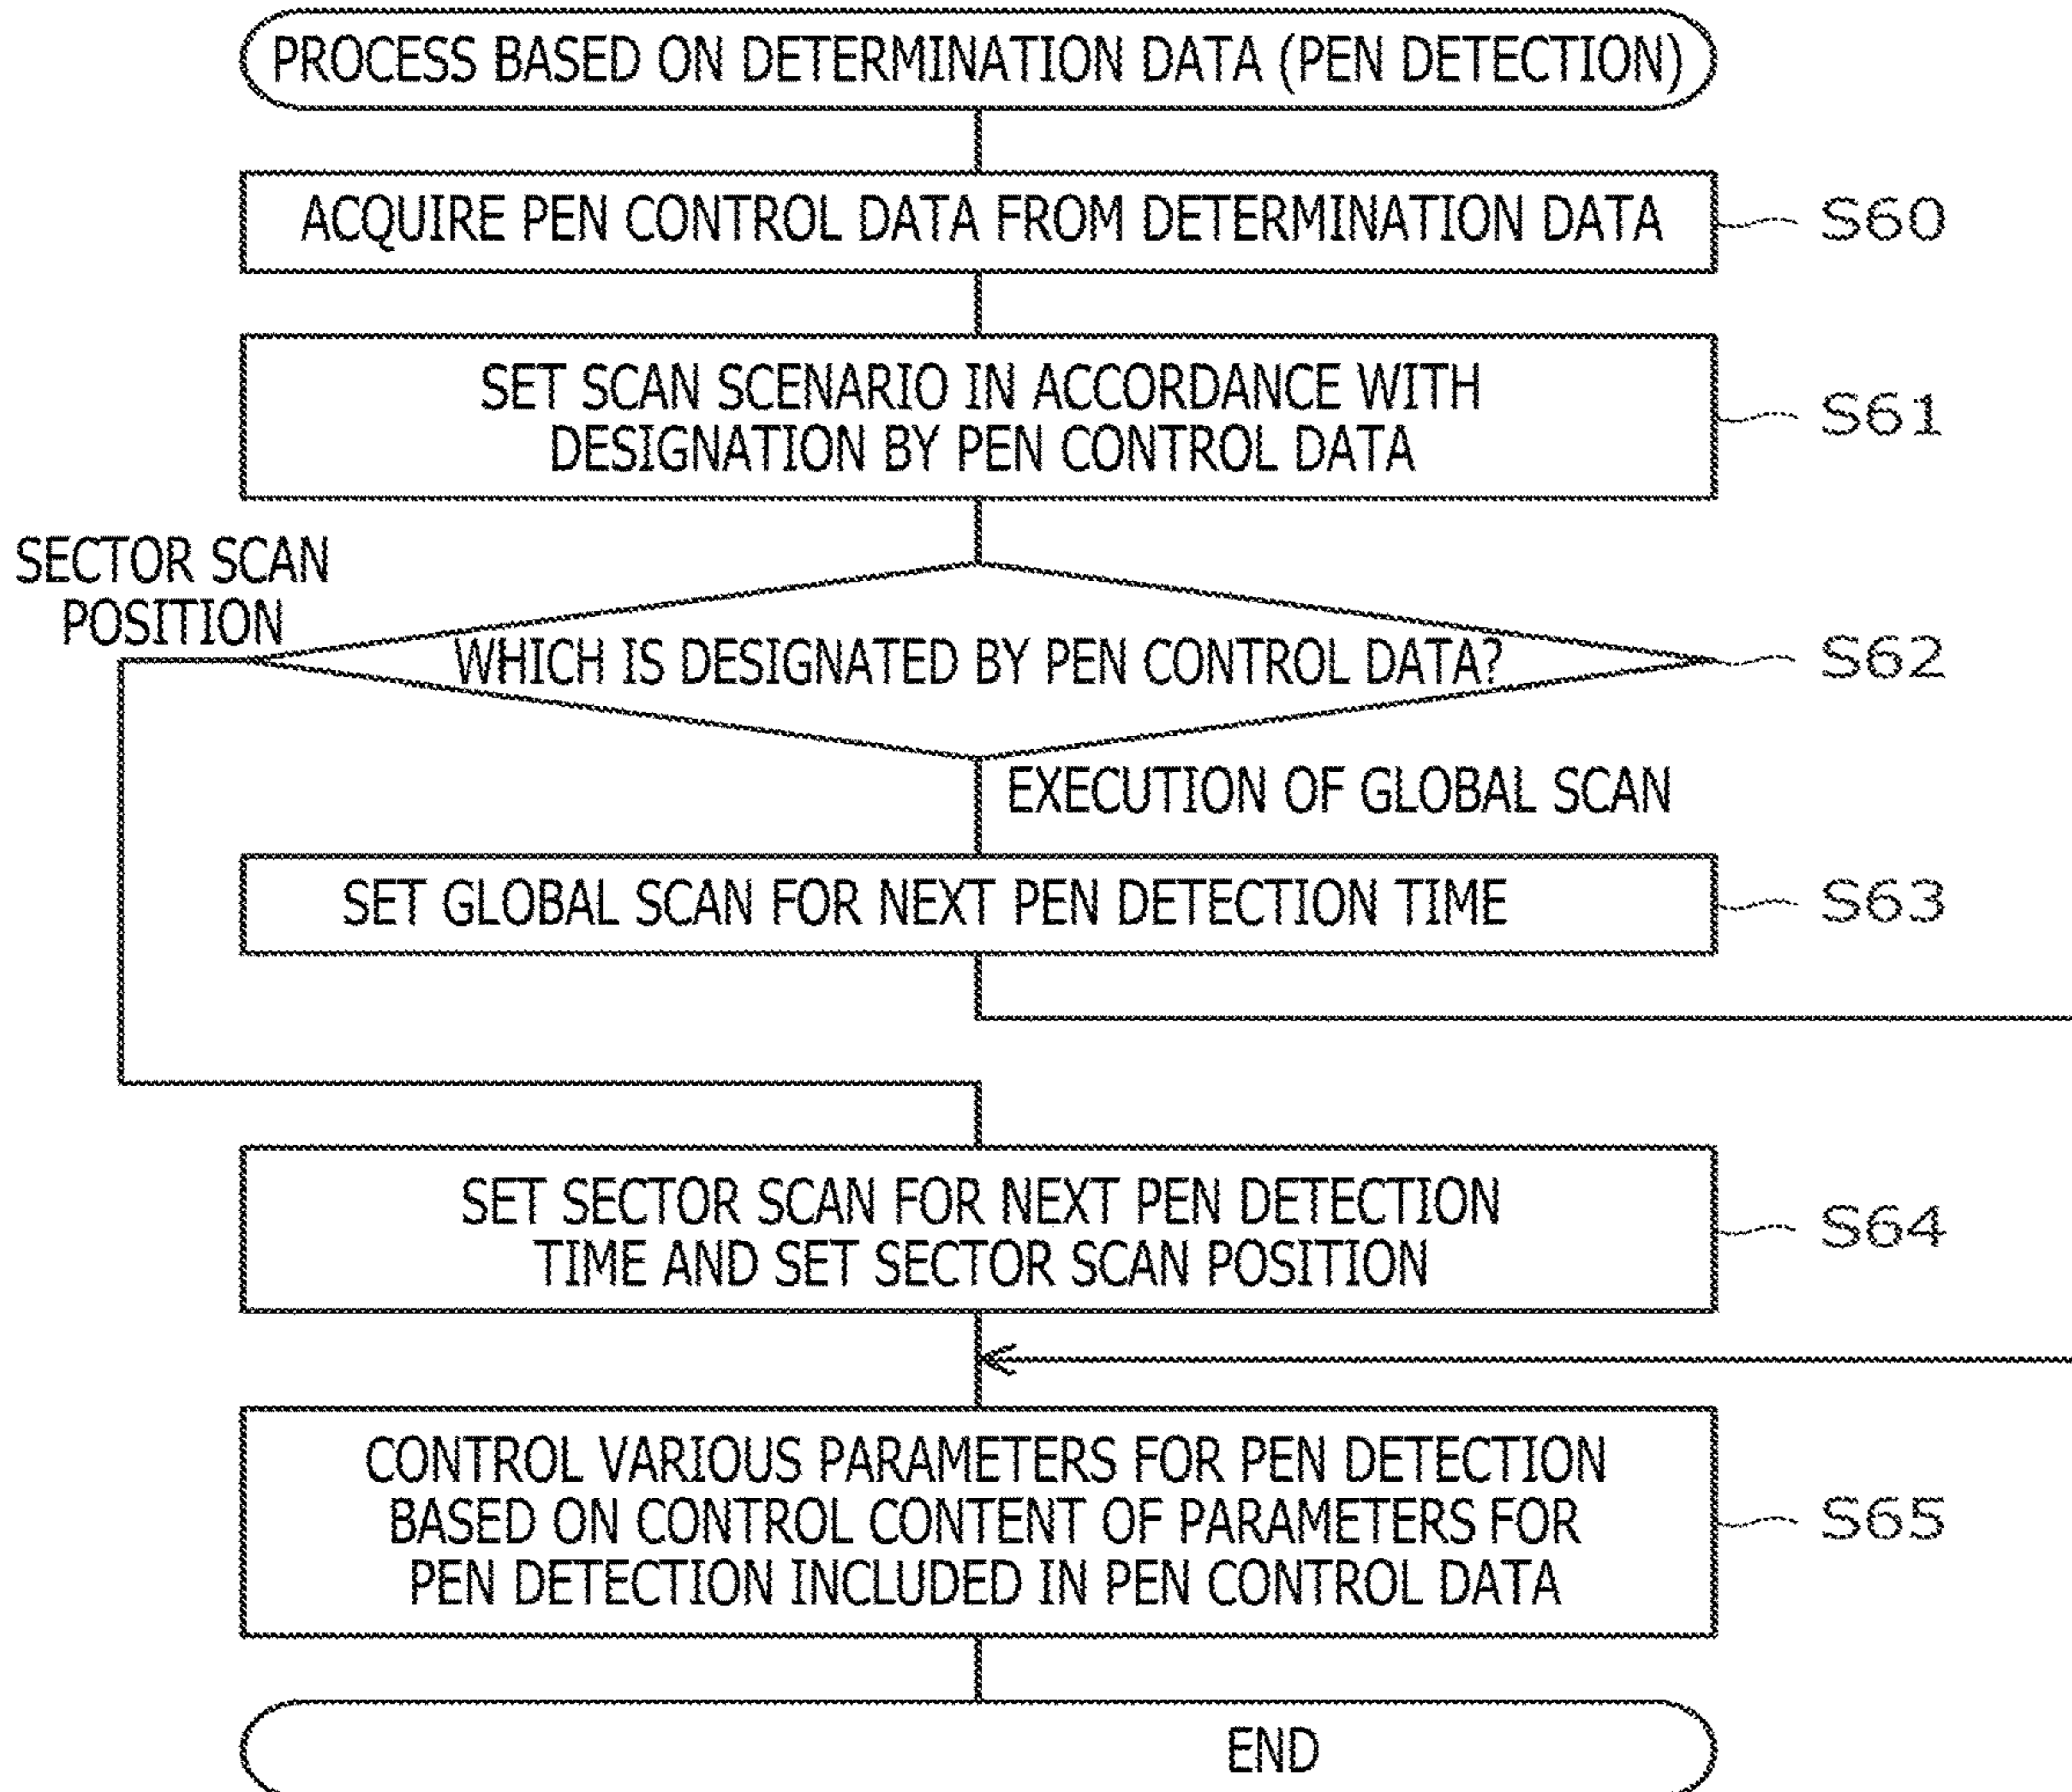 PROCESS BASED ON DETERMINATION DATA (PEN DETECTION)
ACQUIRE PEN CONTROL DATA FROM DETERMINATION DATA
S60
SET SCAN SCENARIO IN ACCORDANCE WITH
DESIGNATION BY PEN CONTROL DATA
S61
SECTOR SCAN
POSITION
WHICH IS DESIGNATED BY PEN CONTROL DATA?
S62
EXECUTION OF GLOBAL SCAN
SET GLOBAL SCAN FOR NEXT PEN DETECTION TIME
S63
SET SECTOR SCAN FOR NEXT PEN DETECTION
TIME AND SET SECTOR SCAN POSITION
S64
CONTROL VARIOUS PARAMETERS FOR PEN DETECTION
BASED ON CONTROL CONTENT OF PARAMETERS FOR
PEN DETECTION INCLUDED IN PEN CONTROL DATA
S65
END